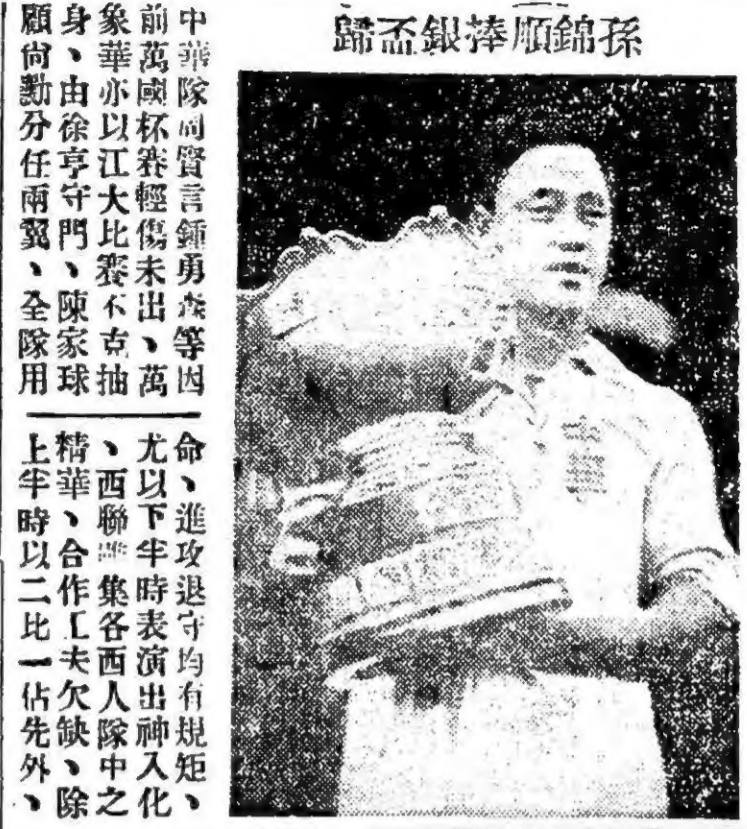 孫錦順捧銀盃歸
中華隊周賢言鍾勇森等因
前萬國杯賽輕傷未出、萬
象華亦以江大比賽不克抽
身、由徐亨守門、陳家球
顧尚勷分任兩翼、全隊用
命、進攻退守均有規矩、
尤以下半時表演出神入化
、西聯雖集各西人隊中之
精華、合作工夫欠缺、除
上半時以二比一佔先外、